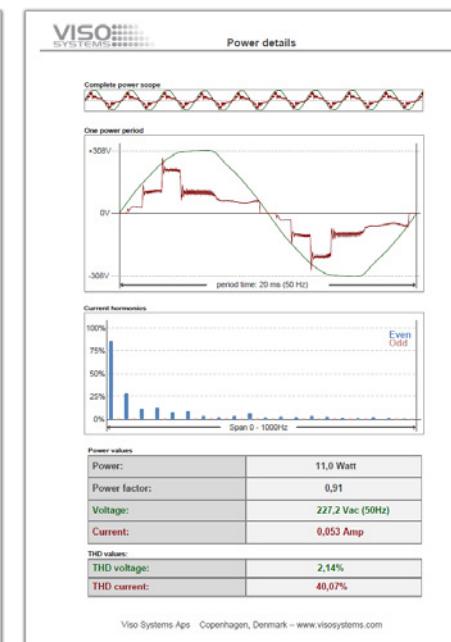 VISO
SYSTEMS
Power details
Complete power scope
One power period
+308V
0V
-308V
period time: 20 ms (50 Hz)
Current hormonics
100%
75%
50%
25%
0%
Even
Odd
Span 0 - 1000Hz
Power values
Power: 11,0 Watt
Power factor: 0,91
Voltage: 227,2 Vac (50Hz)
Current: 0,053 Amp
THD values:
THD voltage: 2,14%
THD current: 40,07%
Viso Systems Aps Copenhagen, Denmark – www.visosystems.com